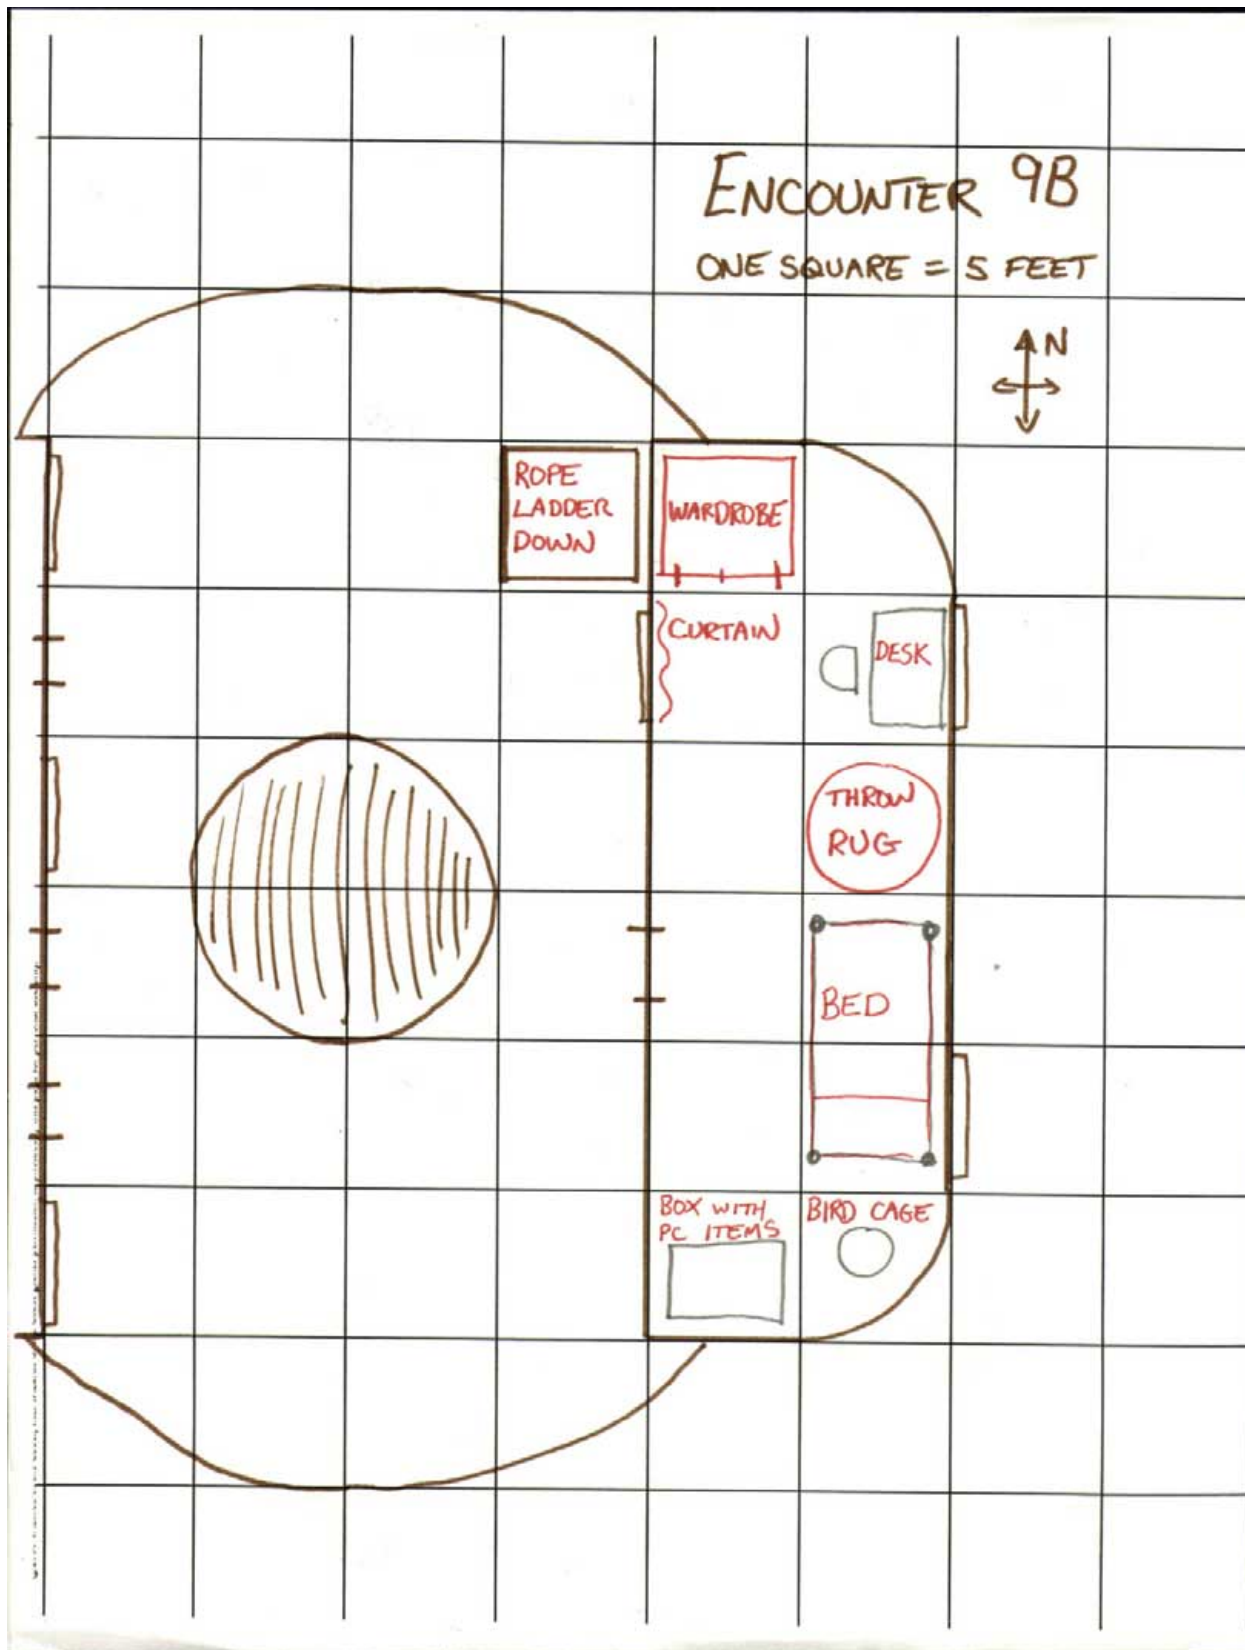 ENCOUNTER 9B
ONE SQUARE = 5 FEET
N
ROPE
LADDER
DOWN
WARDROBE
CURTAIN
DESK
THROW
RUG
BED
BOX WITH
PC ITEMS
BIRD CAGE